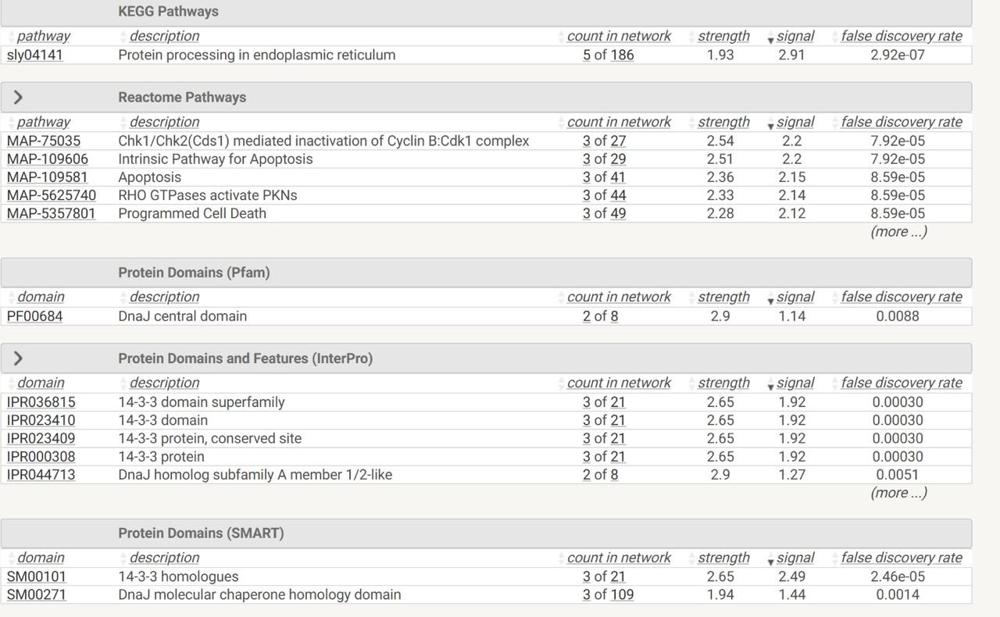 KEGG Pathways
pathway description count in network strength signal false discovery rate
sly04141 Protein processing in endoplasmic reticulum 5 of 186 1.93 2.91 2.92e-07
Reactome Pathways
pathway description count in network strength signal false discovery rate
MAP-75035 Chk1/Chk2(Cds1) mediated inactivation of Cyclin B:Cdk1 complex 3 of 27 2.54 2.2 7.92e-05
MAP-109606 Intrinsic Pathway for Apoptosis 3 of 29 2.51 2.2 7.92e-05
MAP-109581 Apoptosis 3 of 41 2.36 2.15 8.59e-05
MAP-5625740 RHO GTPases activate PKNs 3 of 44 2.33 2.14 8.59e-05
MAP-5357801 Programmed Cell Death 3 of 49 2.28 2.12 8.59e-05
(more ...)
Protein Domains (Pfam)
domain description count in network strength signal false discovery rate
PF00684 DnaJ central domain 2 of 8 2.9 1.14 0.0088
Protein Domains and Features (InterPro)
domain description count in network strength signal false discovery rate
IPR036815 14-3-3 domain superfamily 3 of 21 2.65 1.92 0.00030
IPR023410 14-3-3 domain 3 of 21 2.65 1.92 0.00030
IPR023409 14-3-3 protein, conserved site 3 of 21 2.65 1.92 0.00030
IPR000308 14-3-3 protein 3 of 21 2.65 1.92 0.00030
IPR044713 DnaJ homolog subfamily A member 1/2-like 2 of 8 2.9 1.27 0.0051
(more ...)
Protein Domains (SMART)
domain description count in network strength signal false discovery rate
SM00101 14-3-3 homologues 3 of 21 2.65 2.49 2.46e-05
SM00271 DnaJ molecular chaperone homology domain 3 of 109 1.94 1.44 0.0014